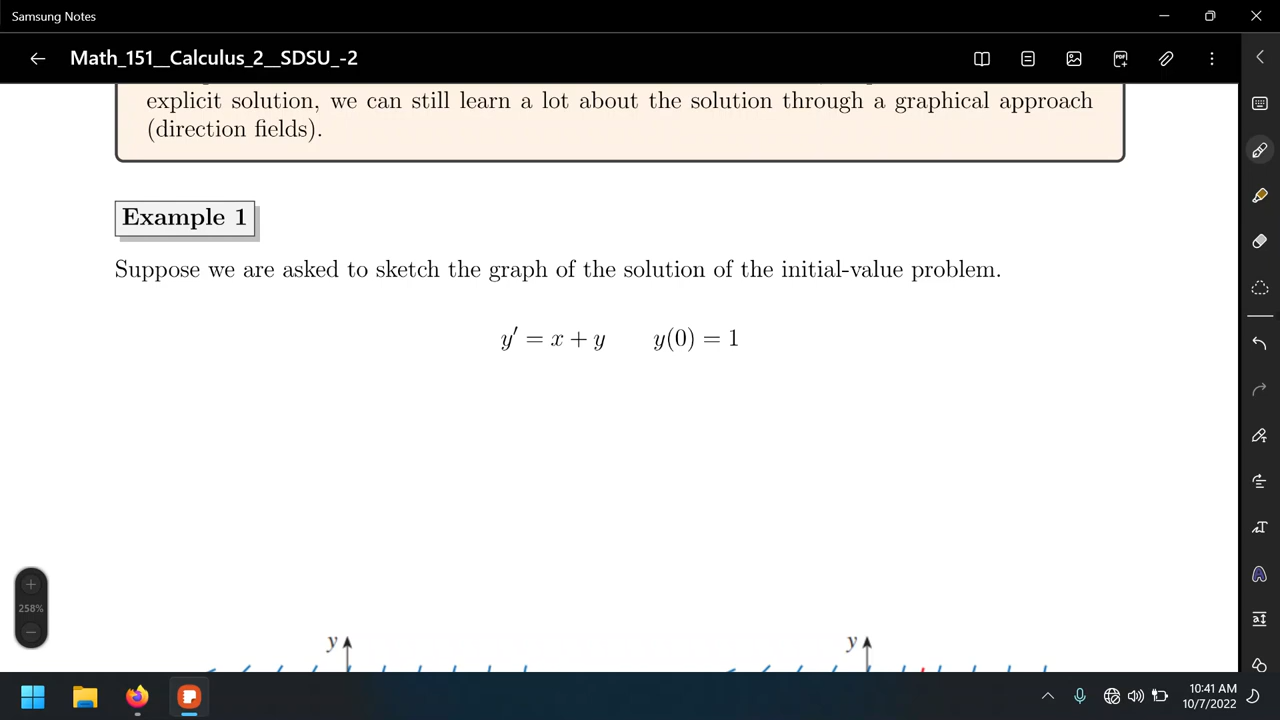 Samsung Notes
Math_151__Calculus_2__SDSU_-2
explicit solution, we can still learn a lot about the solution through a graphical approach
(direction fields).
Example 1
Suppose we are asked to sketch the graph of the solution of the initial-value problem.
y′ = x + y y(0) = 1
258%
y y
10:41 AM
10/7/2022